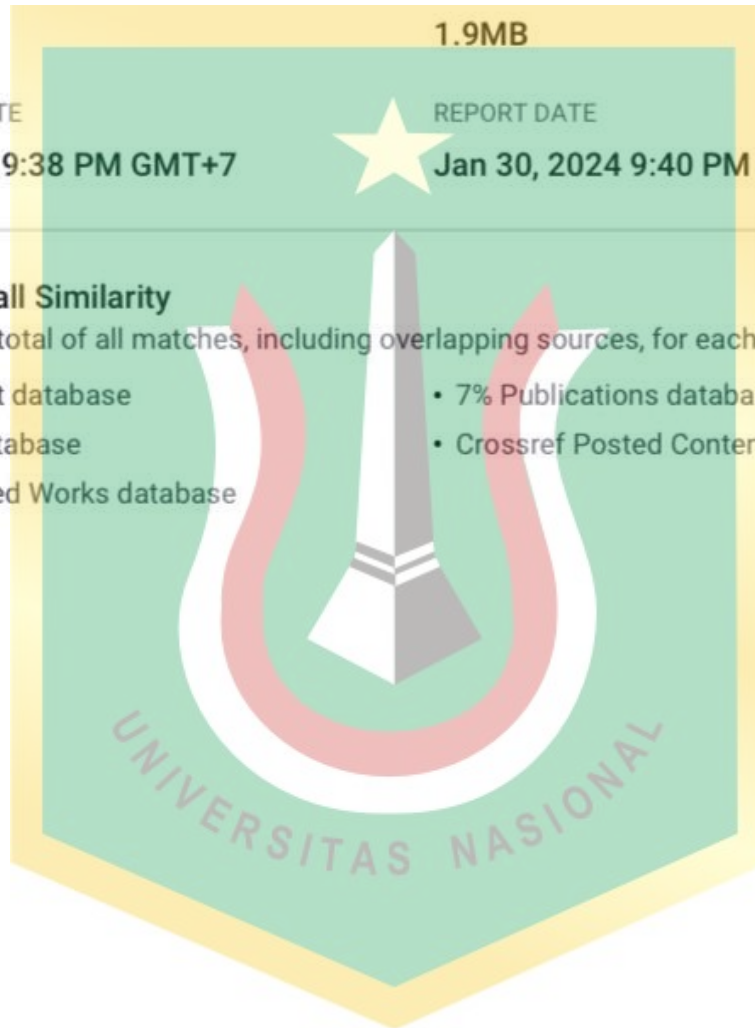 1.9MB
TE REPORT DATE
9:38 PM GMT+7 Jan 30, 2024 9:40 PM
all Similarity
total of all matches, including overlapping sources, for each
t database • 7% Publications databa
tabase • Crossref Posted Conten
ed Works database
UNIVERSITAS NASIONAL